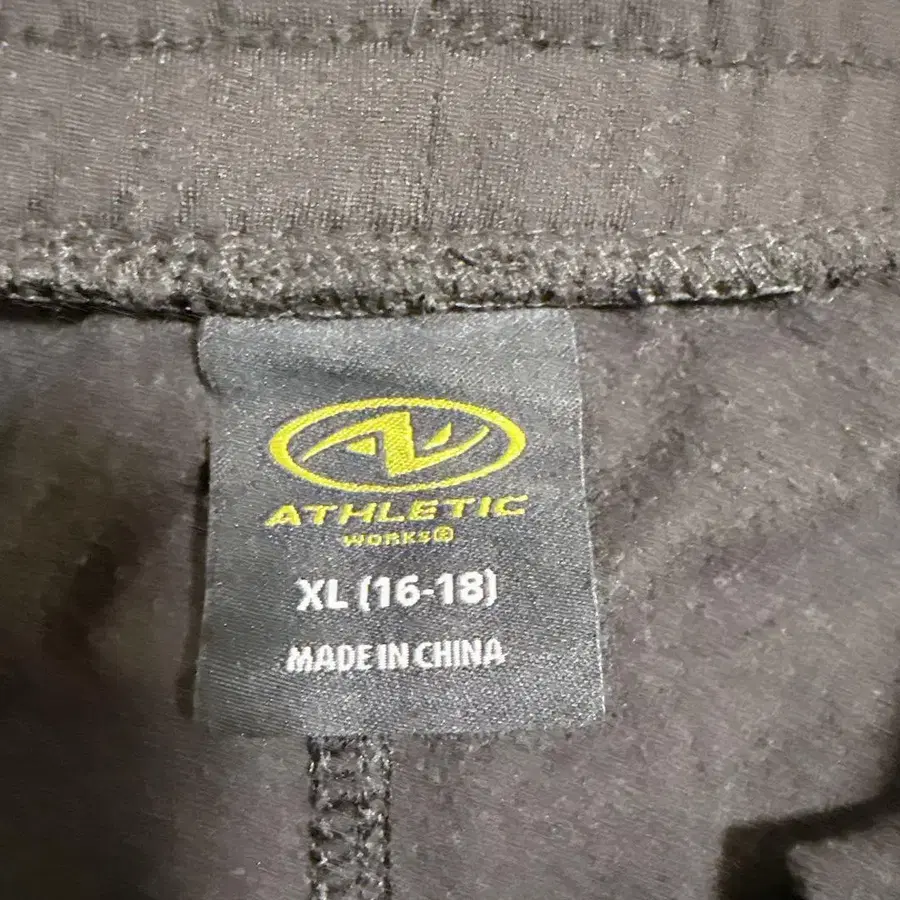 ATHLETIC
WORKS®
XL (16-18)
MADE IN CHINA